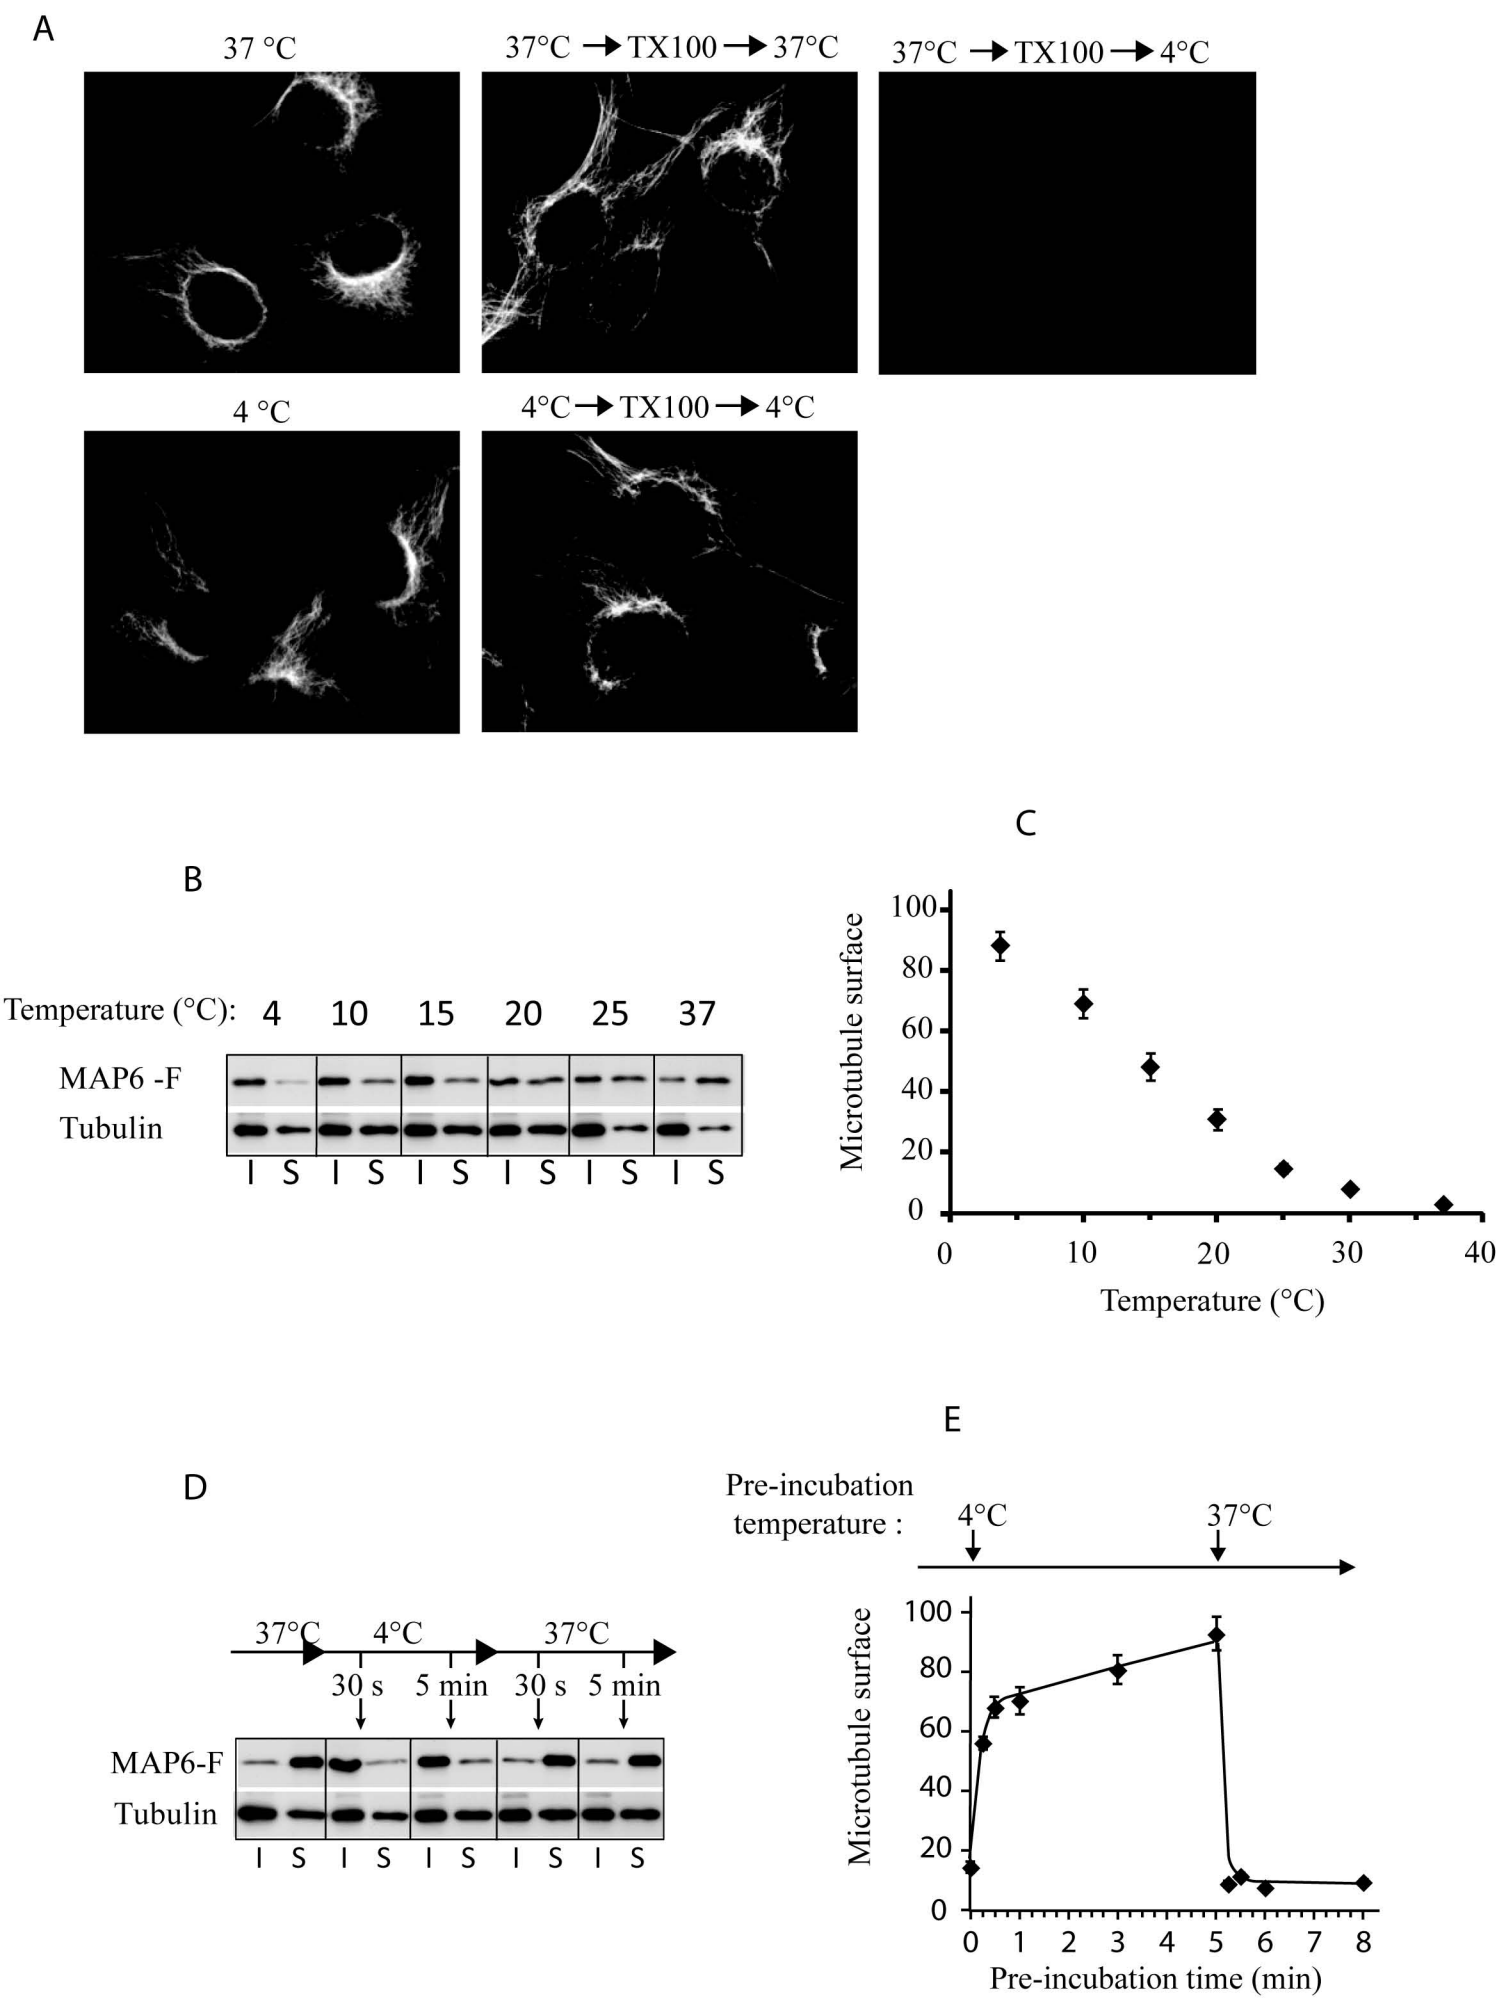 A
37 °C
37°C → TX100 → 37°C
37°C → TX100 → 4°C
4 °C
4°C → TX100 → 4°C
B
Temperature (°C): 4 10 15 20 25 37
MAP6 -F
Tubulin
I S I S I S I S I S I S
C
Microtubule surface
100
80
60
40
20
0
0 10 20 30 40
Temperature (°C)
D
37°C 4°C 37°C
30 s 5 min 30 s 5 min
MAP6-F
Tubulin
I S I S I S I S I S
E
Pre-incubation
temperature :
4°C 37°C
Microtubule surface
100
80
60
40
20
0
0 1 2 3 4 5 6 7 8
Pre-incubation time (min)